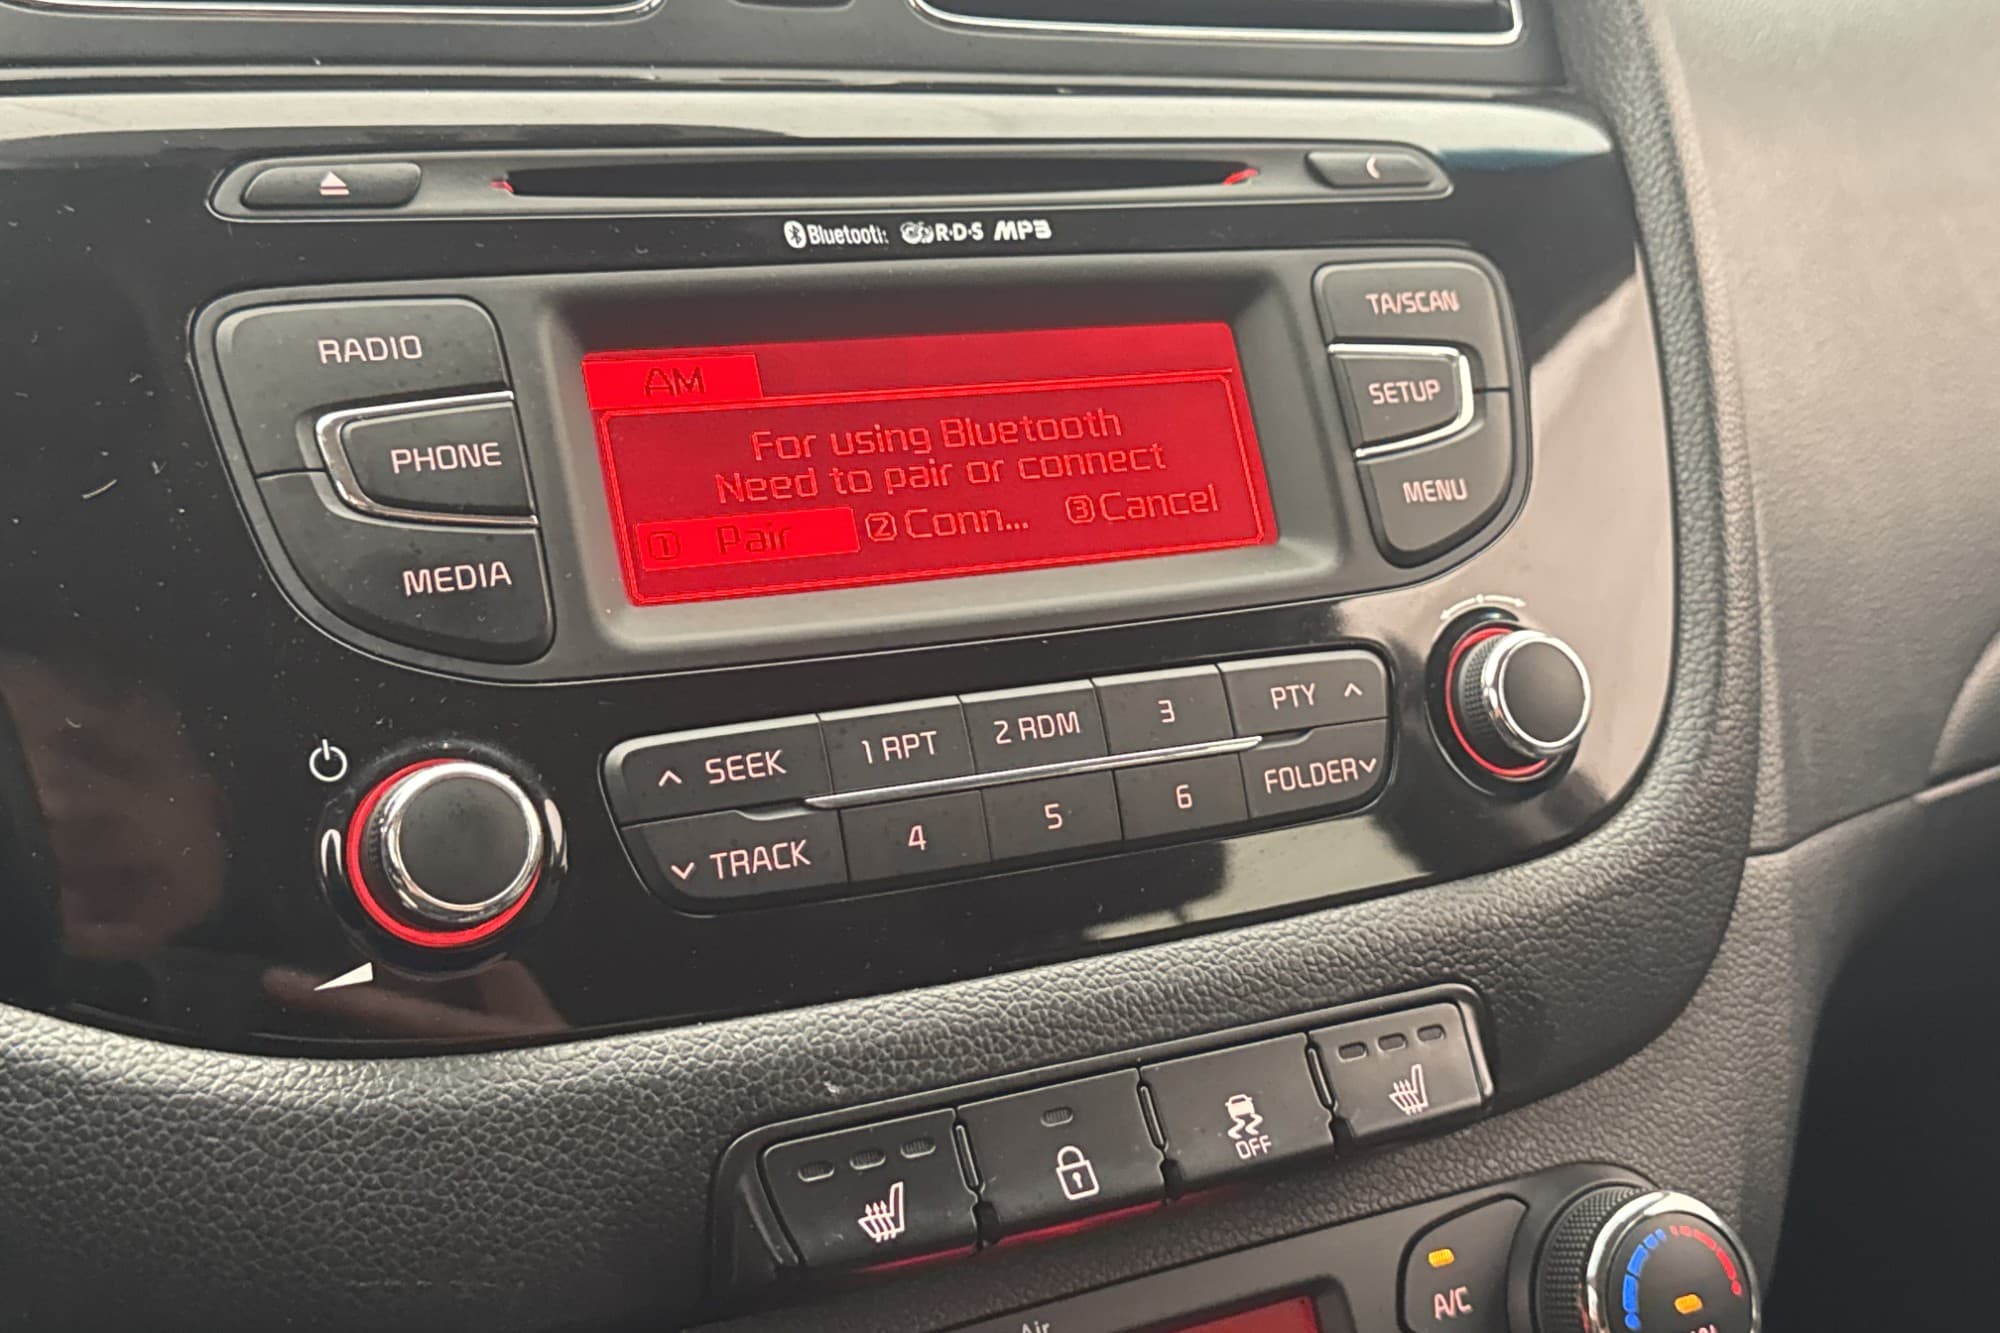 Bluetooth R·D·S MP3
RADIO
PHONE
MEDIA
AM
For using Bluetooth
Need to pair or connect
1 Pair 2 Conn... 3 Cancel
TA/SCAN
SETUP
MENU
SEEK 1 RPT 2 RDM 3 PTY
TRACK 4 5 6 FOLDER
OFF
A/C
Air